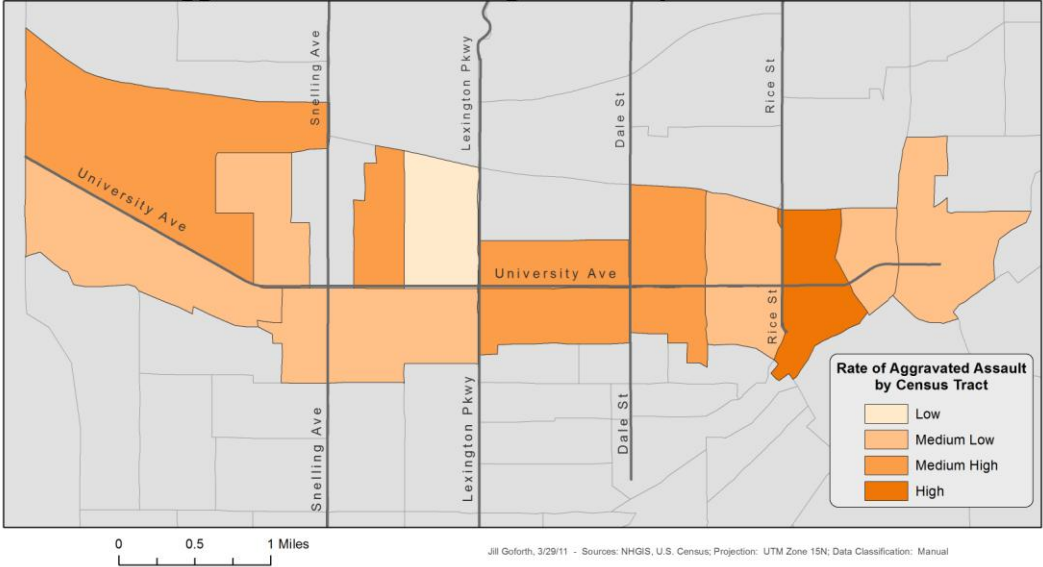 Snelling Ave
Lexington Pkwy
Dale St
Rice St
University Ave
University Ave
Rice St
Snelling Ave
Lexington Pkwy
Dale St
Rate of Aggravated Assault
by Census Tract
Low
Medium Low
Medium High
High
0 0.5 1 Miles
Jill Goforth, 3/29/11 - Sources: NHGIS, U.S. Census; Projection: UTM Zone 15N; Data Classification: Manual